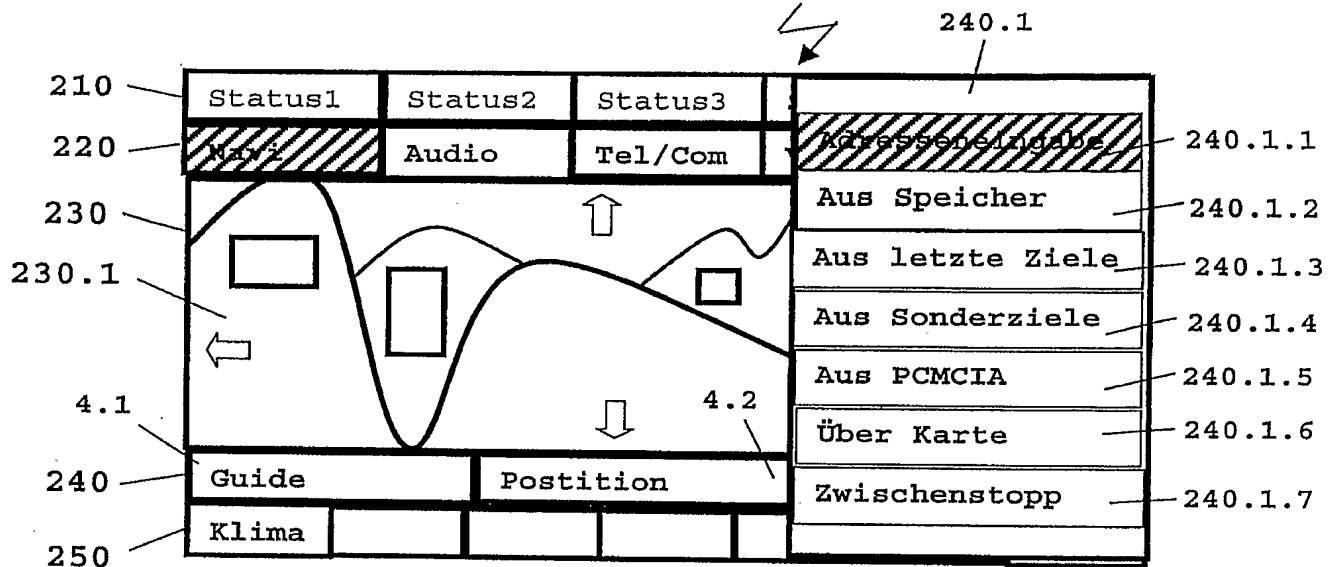 240.1
210
Status1 Status2 Status3
220
Navi Audio Tel/Com
Adresseneingabe
240.1.1
230
Aus Speicher
240.1.2
230.1
Aus letzte Ziele
240.1.3
Aus Sonderziele
240.1.4
Aus PCMCIA
240.1.5
4.1
4.2
Über Karte
240.1.6
240
Guide Postition
Zwischenstopp
240.1.7
250
Klima